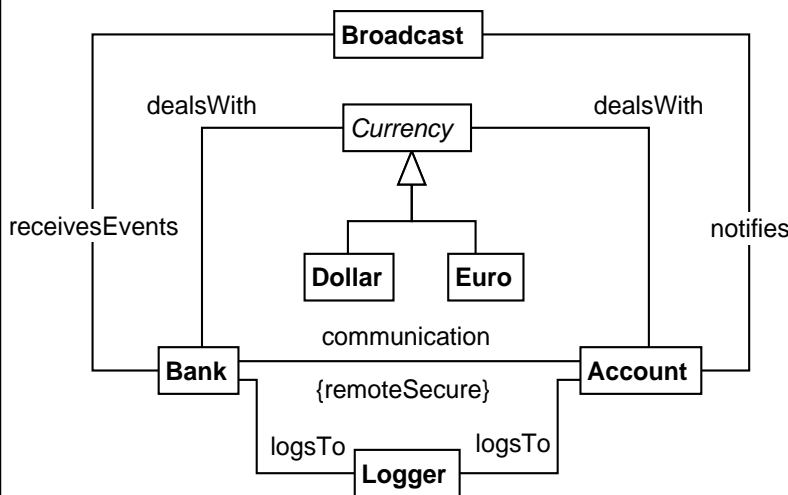 Broadcast
dealsWith
dealsWith
Currency
receivesEvents
notifies
Dollar
Euro
communication
Bank
Account
{remoteSecure}
logsTo
logsTo
Logger